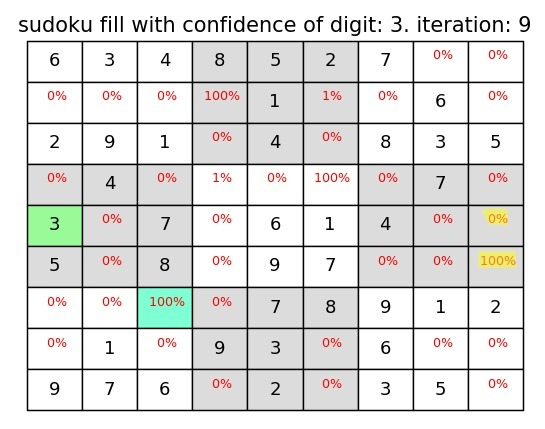 sudoku fill with confidence of digit: 3. iteration: 9
6 3 4 8 5 2 7 0% 0%
0% 0% 0% 100% 1 1% 0% 6 0%
2 9 1 0% 4 0% 8 3 5
0% 4 0% 1% 0% 100% 0% 7 0%
3 0% 7 0% 6 1 4 0% 0%
5 0% 8 0% 9 7 0% 0% 100%
0% 0% 100% 0% 7 8 9 1 2
0% 1 0% 9 3 0% 6 0% 0%
9 7 6 0% 2 0% 3 5 0%